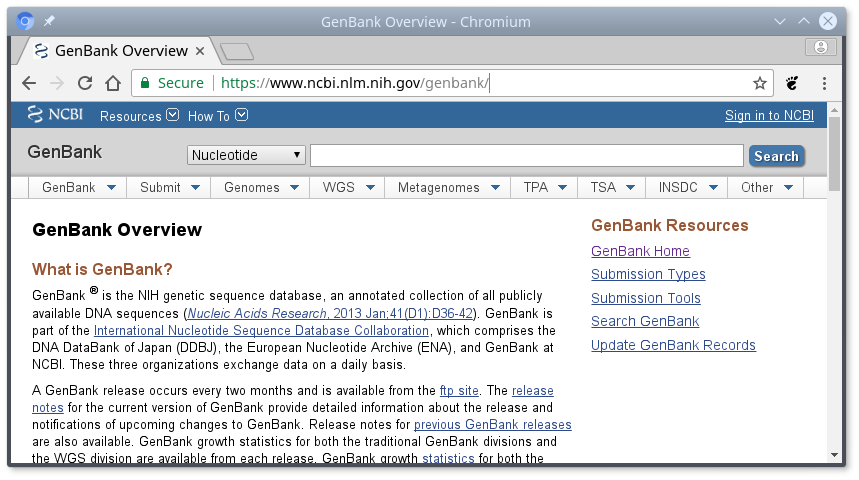 GenBank Overview - Chromium
GenBank Overview
Secure https://www.ncbi.nlm.nih.gov/genbank/
NCBI Resources How To Sign in to NCBI
GenBank Nucleotide Search
GenBank Submit Genomes WGS Metagenomes TPA TSA INSDC Other
GenBank Overview
What is GenBank?
GenBank ® is the NIH genetic sequence database, an annotated collection of all publicly
available DNA sequences (Nucleic Acids Research, 2013 Jan;41(D1):D36-42). GenBank is
part of the International Nucleotide Sequence Database Collaboration, which comprises the
DNA DataBank of Japan (DDBJ), the European Nucleotide Archive (ENA), and GenBank at
NCBI. These three organizations exchange data on a daily basis.
A GenBank release occurs every two months and is available from the ftp site. The release
notes for the current version of GenBank provide detailed information about the release and
notifications of upcoming changes to GenBank. Release notes for previous GenBank releases
are also available. GenBank growth statistics for both the traditional GenBank divisions and
the WGS division are available from each release. GenBank growth statistics for both the
GenBank Resources
GenBank Home
Submission Types
Submission Tools
Search GenBank
Update GenBank Records